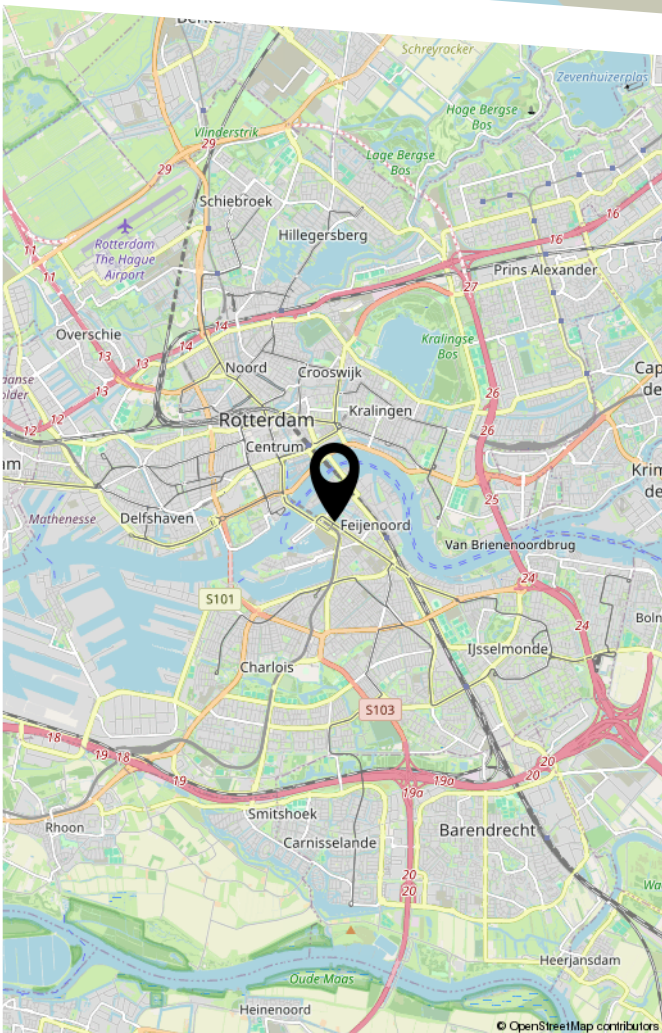 Schreyracker
Zevenhuizerplas
Hoge Bergse
Bos
Vlinderstrik
29
Lage Bergse
Bos
29
Schiebroek
16
Hillegersberg
16
11
Rotterdam
The Hague
Airport
11
Prins Alexander
27
14
Overschie
14
Kralingse
Bos
13
13
Noord
Crooswijk
13
26
Kralingen
12
Rotterdam
12
26
Centrum
25
Mathenesse
Delfshaven
Feijenoord
Van Brienenoordbrug
24
S101
24
IJsselmonde
Charlois
S103
18
19
18
20
19
19a
19a
20
Smitshoek
Rhoon
Barendrecht
Carnisselande
20
20
Heerjansdam
Oude Maas
Heinenoord
© OpenStreetMap contributors